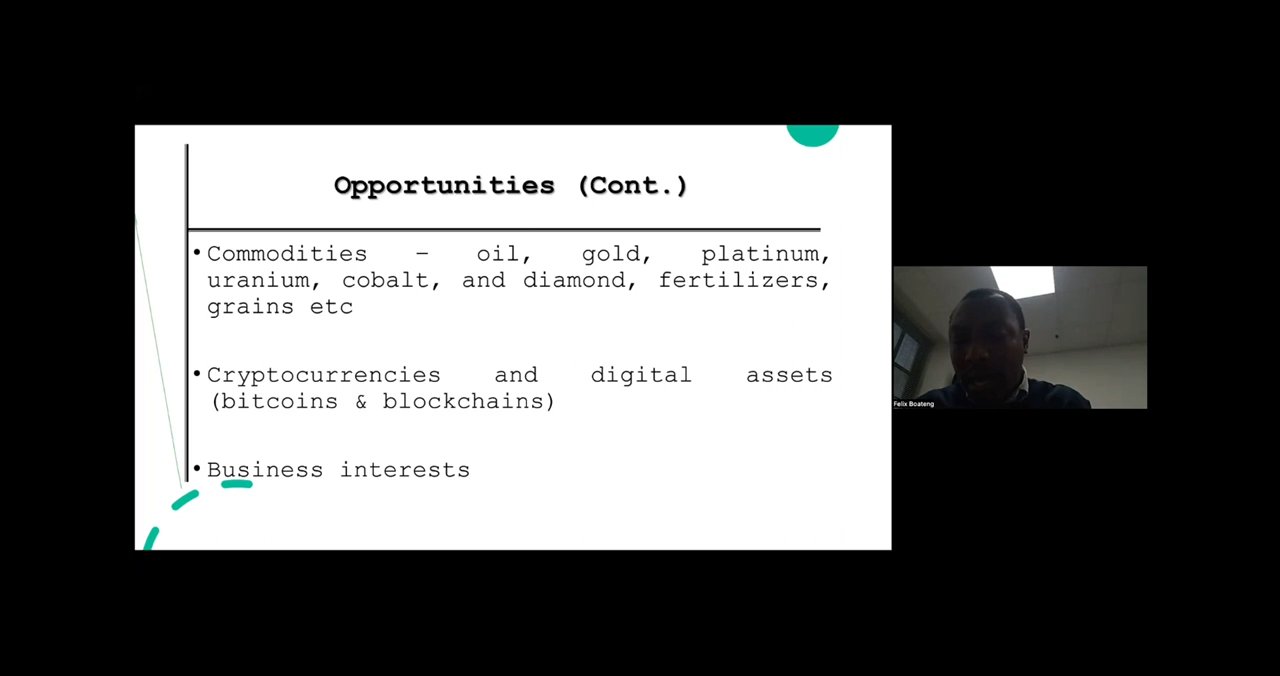 Opportunities (Cont.)
•Commodities – oil, gold, platinum,
uranium, cobalt, and diamond, fertilizers,
grains etc
•Cryptocurrencies and digital assets
(bitcoins & blockchains)
•Business interests
Felix Boateng